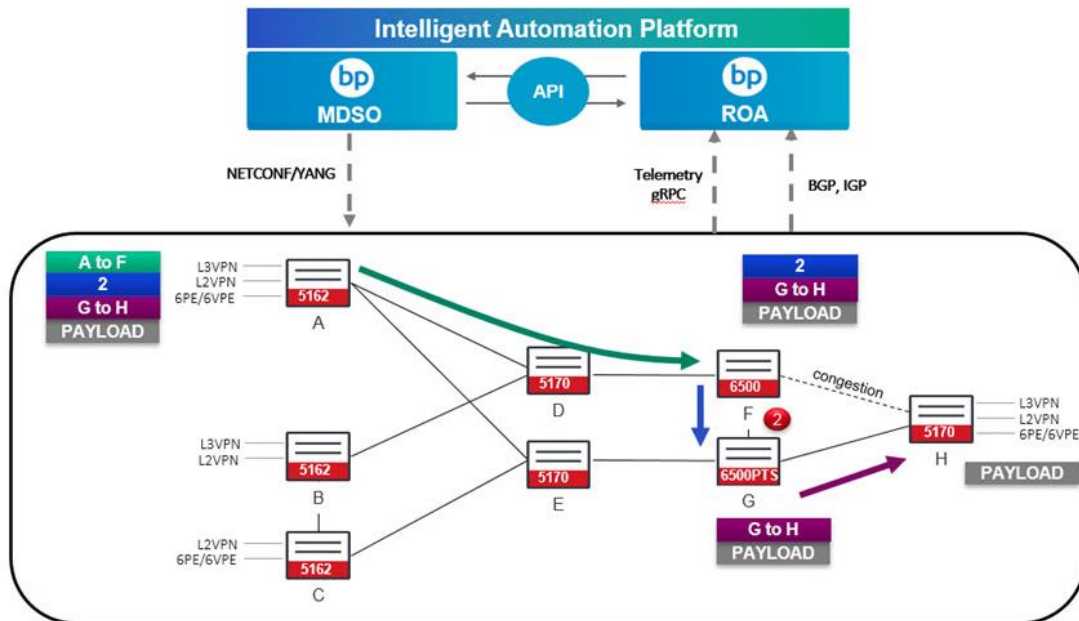 Intelligent Automation Platform
bp
MDSO
API
bp
ROA
NETCONF/YANG
Telemetry
gRPC
BGP, IGP
A to F
2
G to H
PAYLOAD
L3VPN
L2VPN
6PE/6VPE
5162
A
2
G to H
PAYLOAD
5170
D
6500
F
congestion
2
5170
H
L3VPN
L2VPN
6PE/6VPE
PAYLOAD
L3VPN
L2VPN
5162
B
5170
E
6500PTS
G
G to H
PAYLOAD
L2VPN
6PE/6VPE
5162
C